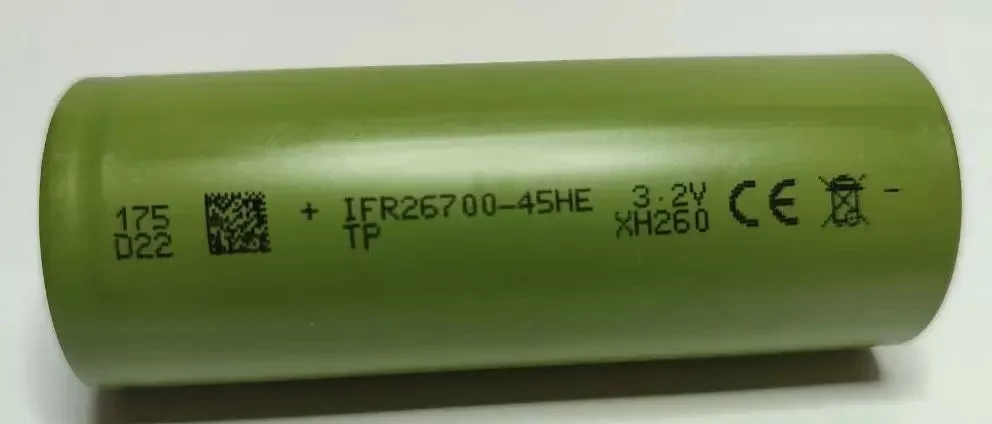 175
D22
+ IFR26700-45HE 3.2V
TP XH260
CE
-